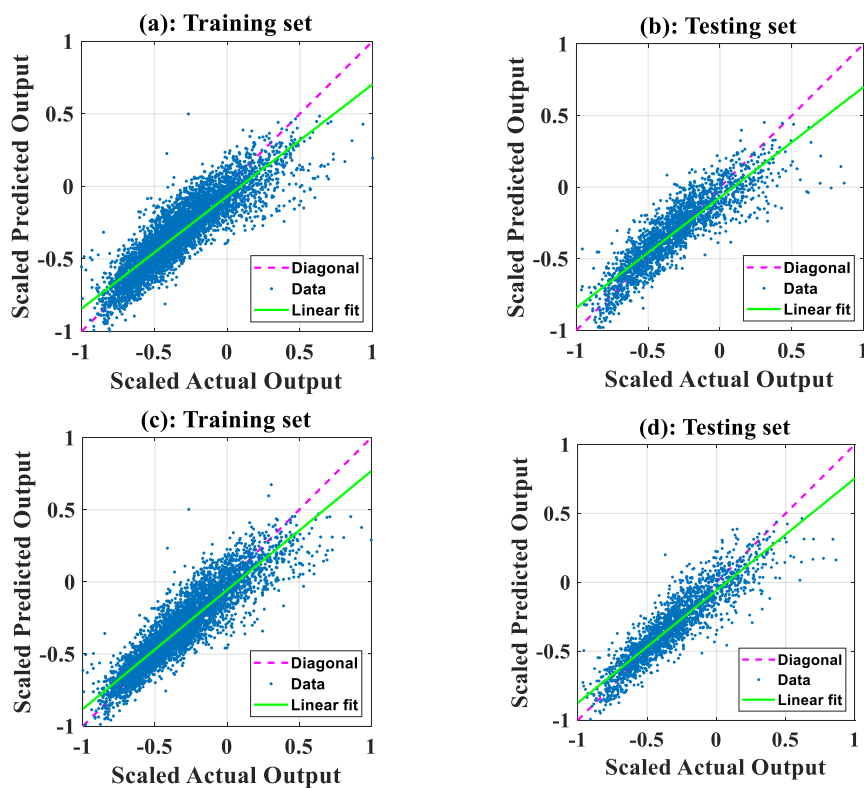 (a): Training set
1
0.5
0
-0.5
-1
Scaled Predicted Output
Diagonal
Data
Linear fit
-1 -0.5 0 0.5 1
Scaled Actual Output
(b): Testing set
1
0.5
0
-0.5
-1
Scaled Predicted Output
Diagonal
Data
Linear fit
-1 -0.5 0 0.5 1
Scaled Actual Output
(c): Training set
1
0.5
0
-0.5
-1
Scaled Predicted Output
Diagonal
Data
Linear fit
-1 -0.5 0 0.5 1
Scaled Actual Output
(d): Testing set
1
0.5
0
-0.5
-1
Scaled Predicted Output
Diagonal
Data
Linear fit
-1 -0.5 0 0.5 1
Scaled Actual Output